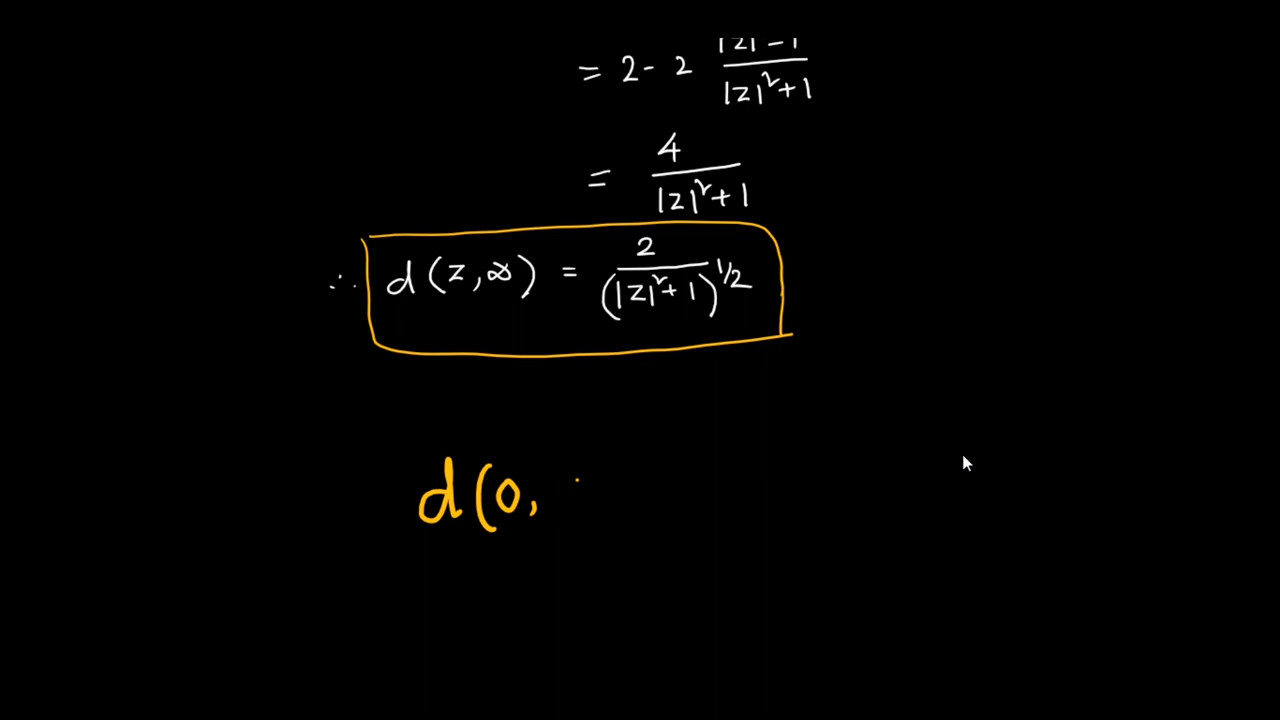 = 2 - 2 (|z|² - 1)/(|z|² + 1)
= 4/(|z|² + 1)
∴ d(z, ∞) = 2/(|z|² + 1)^1/2
d(0,